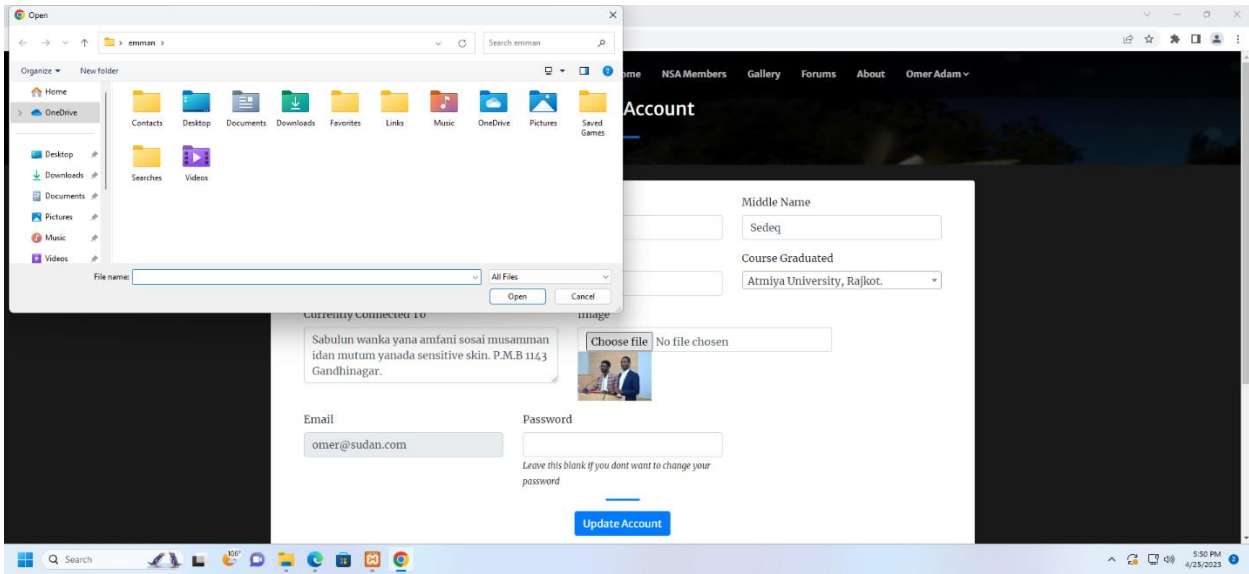 Open
emman
Search emman
Organize
New folder
Home
OneDrive
Desktop
Downloads
Documents
Pictures
Music
Videos
Contacts
Desktop
Documents
Downloads
Favorites
Links
Music
OneDrive
Pictures
Saved
Games
Searches
Videos
File name:
All Files
Open
Cancel
ome
NSA Members
Gallery
Forums
About
Omer Adam
Account
Middle Name
Sedeq
Course Graduated
Atmiya University, Rajkot.
Currently Connected To
Sabulun wanka yana amfani sosai musamman
idan mutum yanada sensitive skin. P.M.B 1143
Gandhinagar.
Image
Choose file No file chosen
Email
omer@sudan.com
Password
Leave this blank if you dont want to change your
password
Update Account
Search
106°
5:50 PM
4/25/2023
2